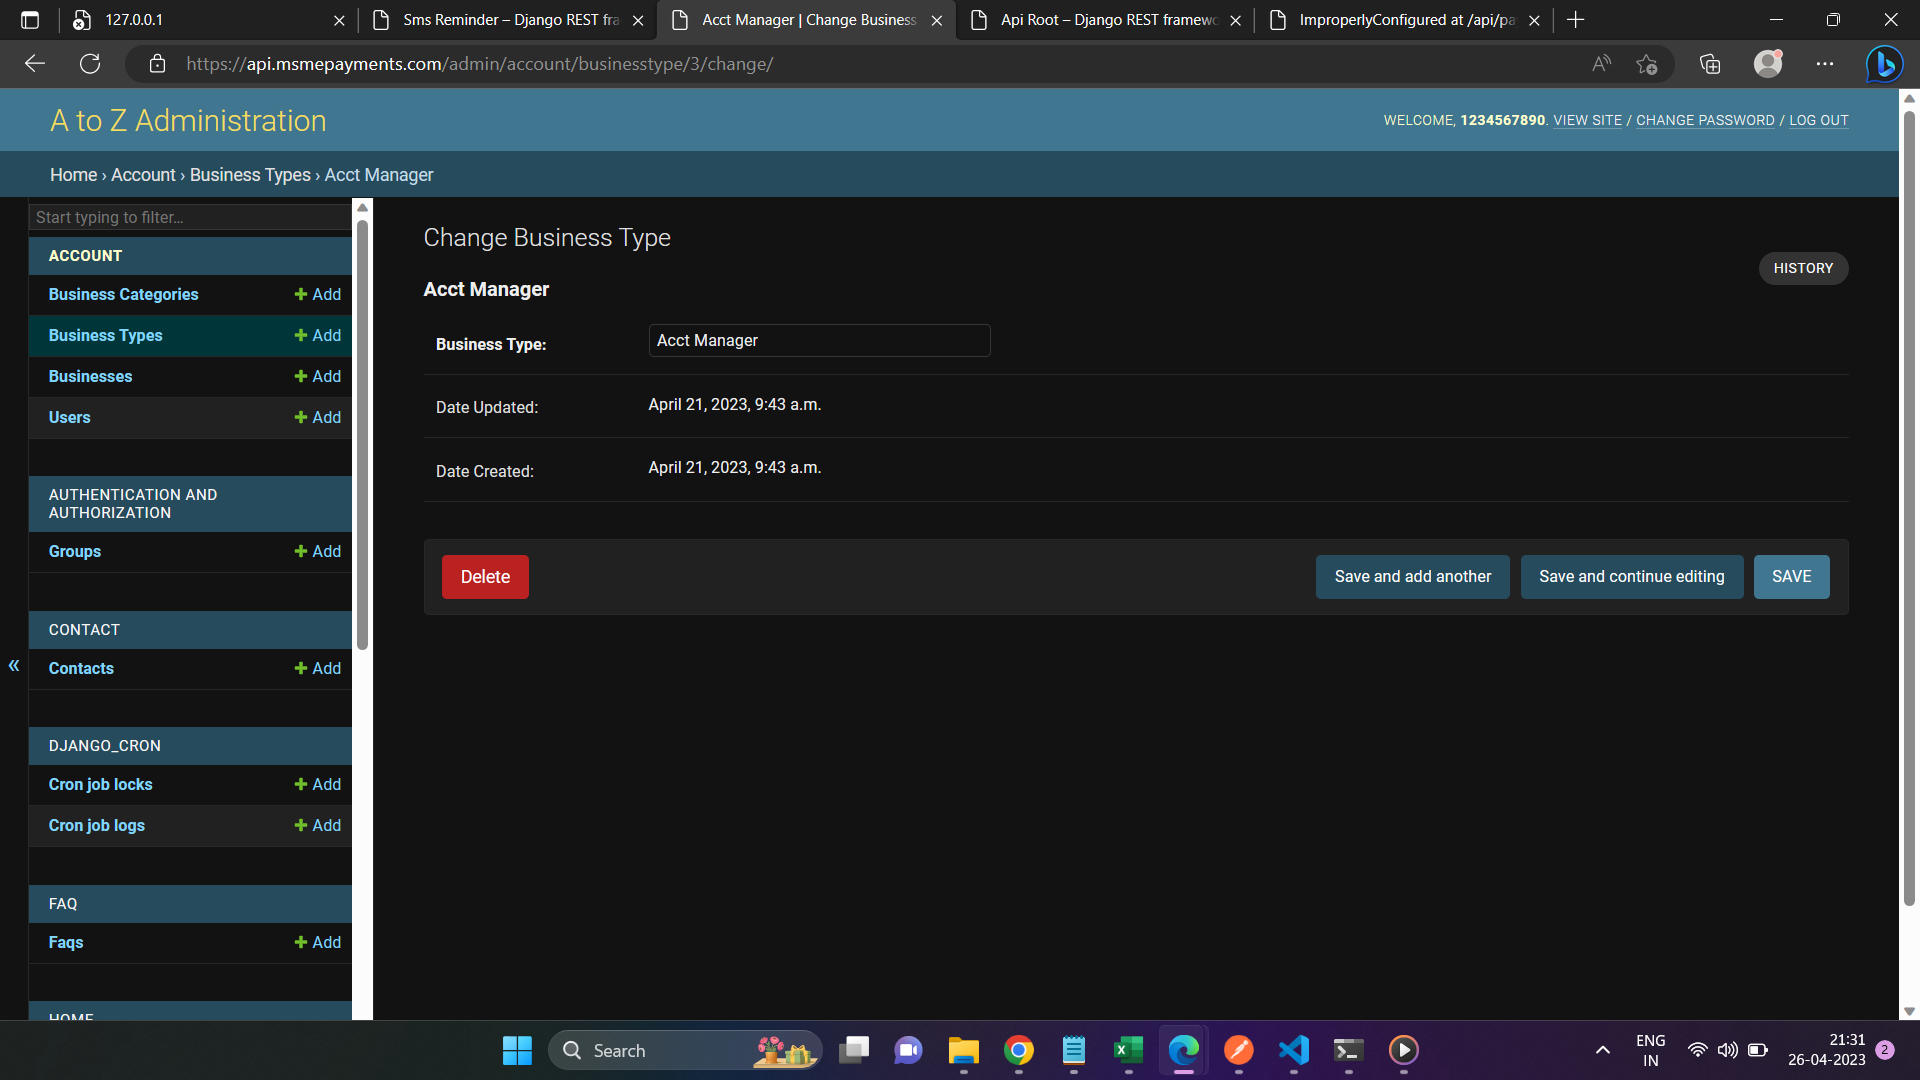 127.0.0.1
Sms Reminder – Django REST fra
Acct Manager | Change Business
Api Root – Django REST framewo
ImproperlyConfigured at /api/pa
https://api.msmepayments.com/admin/account/businesstype/3/change/
A to Z Administration
WELCOME, 1234567890. VIEW SITE / CHANGE PASSWORD / LOG OUT
Home › Account › Business Types › Acct Manager
Start typing to filter...
ACCOUNT
Business Categories + Add
Business Types + Add
Businesses + Add
Users + Add
AUTHENTICATION AND
AUTHORIZATION
Groups + Add
CONTACT
Contacts + Add
DJANGO_CRON
Cron job locks + Add
Cron job logs + Add
FAQ
Faqs + Add
HOME
«
Change Business Type
HISTORY
Acct Manager
Business Type: Acct Manager
Date Updated: April 21, 2023, 9:43 a.m.
Date Created: April 21, 2023, 9:43 a.m.
Delete
Save and add another
Save and continue editing
SAVE
Search
ENG
IN
21:31
26-04-2023
2